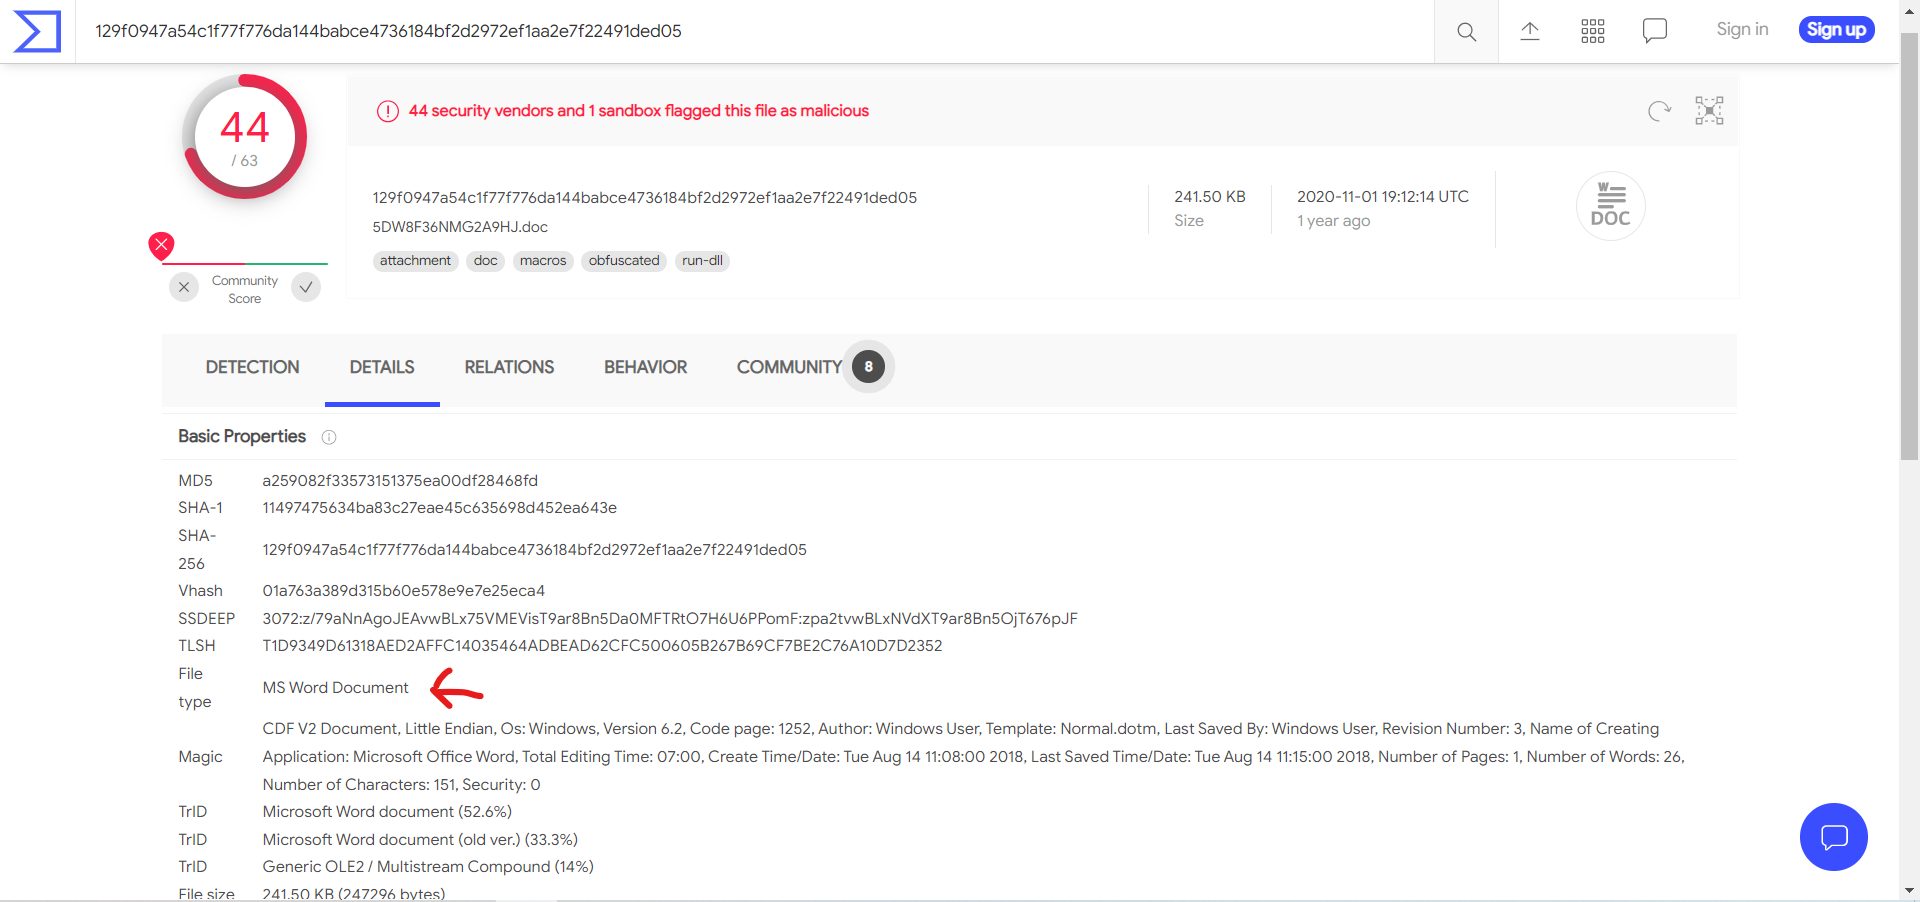 129f0947a54c1f77f776da144babce4736184bf2d2972ef1aa2e7f22491ded05
Sign in
Sign up
44
/ 63
44 security vendors and 1 sandbox flagged this file as malicious
129f0947a54c1f77f776da144babce4736184bf2d2972ef1aa2e7f22491ded05
5DW8F36NMG2A9HJ.doc
attachment doc macros obfuscated run-dll
241.50 KB
Size
2020-11-01 19:12:14 UTC
1 year ago
W
DOC
Community
Score
DETECTION DETAILS RELATIONS BEHAVIOR COMMUNITY 8
Basic Properties
MD5 a259082f33573151375ea00df28468fd
SHA-1 11497475634ba83c27eae45c635698d452ea643e
SHA-
256 129f0947a54c1f77f776da144babce4736184bf2d2972ef1aa2e7f22491ded05
Vhash 01a763a389d315b60e578e9e7e25eca4
SSDEEP 3072:z/79aNnAgoJEAvwBLx75VMEVisT9ar8Bn5Da0MFTRtO7H6U6PPomF:zpa2tvwBLxNVdXT9ar8Bn5OjT676pJF
TLSH T1D9349D61318AED2AFFC14035464ADBEAD62CFC500605B267B69CF7BE2C76A10D7D2352
File
type MS Word Document
CDF V2 Document, Little Endian, Os: Windows, Version 6.2, Code page: 1252, Author: Windows User, Template: Normal.dotm, Last Saved By: Windows User, Revision Number: 3, Name of Creating
Magic Application: Microsoft Office Word, Total Editing Time: 07:00, Create Time/Date: Tue Aug 14 11:08:00 2018, Last Saved Time/Date: Tue Aug 14 11:15:00 2018, Number of Pages: 1, Number of Words: 26,
Number of Characters: 151, Security: 0
TrID Microsoft Word document (52.6%)
TrID Microsoft Word document (old ver.) (33.3%)
TrID Generic OLE2 / Multistream Compound (14%)
File size 241.50 KB (247296 bytes)